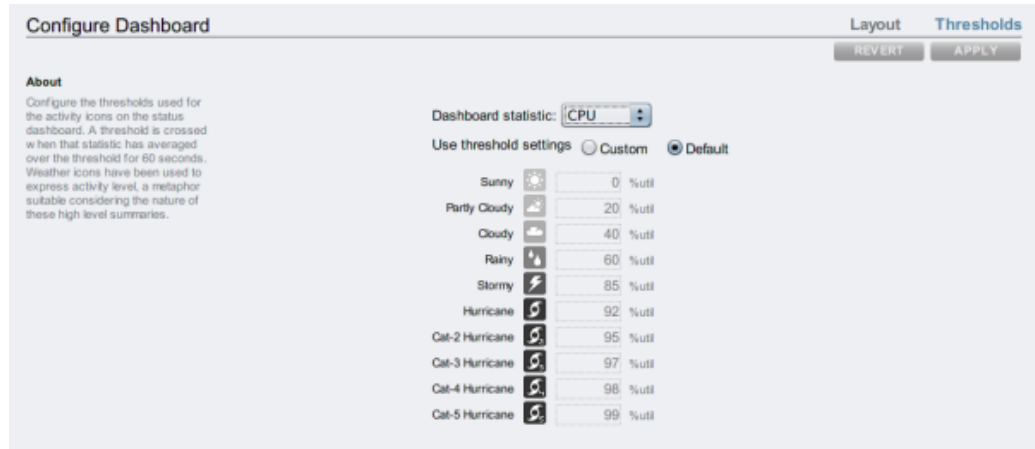 Configure Dashboard
Layout Thresholds
REVERT APPLY
About
Configure the thresholds used for
the activity icons on the status
dashboard. A threshold is crossed
when that statistic has averaged
over the threshold for 60 seconds.
Weather icons have been used to
express activity level, a metaphor
suitable considering the nature of
these high level summaries.
Dashboard statistic: CPU
Use threshold settings Custom Default
Sunny 0 %util
Partly Cloudy 20 %util
Cloudy 40 %util
Rainy 60 %util
Stormy 85 %util
Hurricane 92 %util
Cat-2 Hurricane 2 95 %util
Cat-3 Hurricane 3 97 %util
Cat-4 Hurricane 4 98 %util
Cat-5 Hurricane 5 99 %util